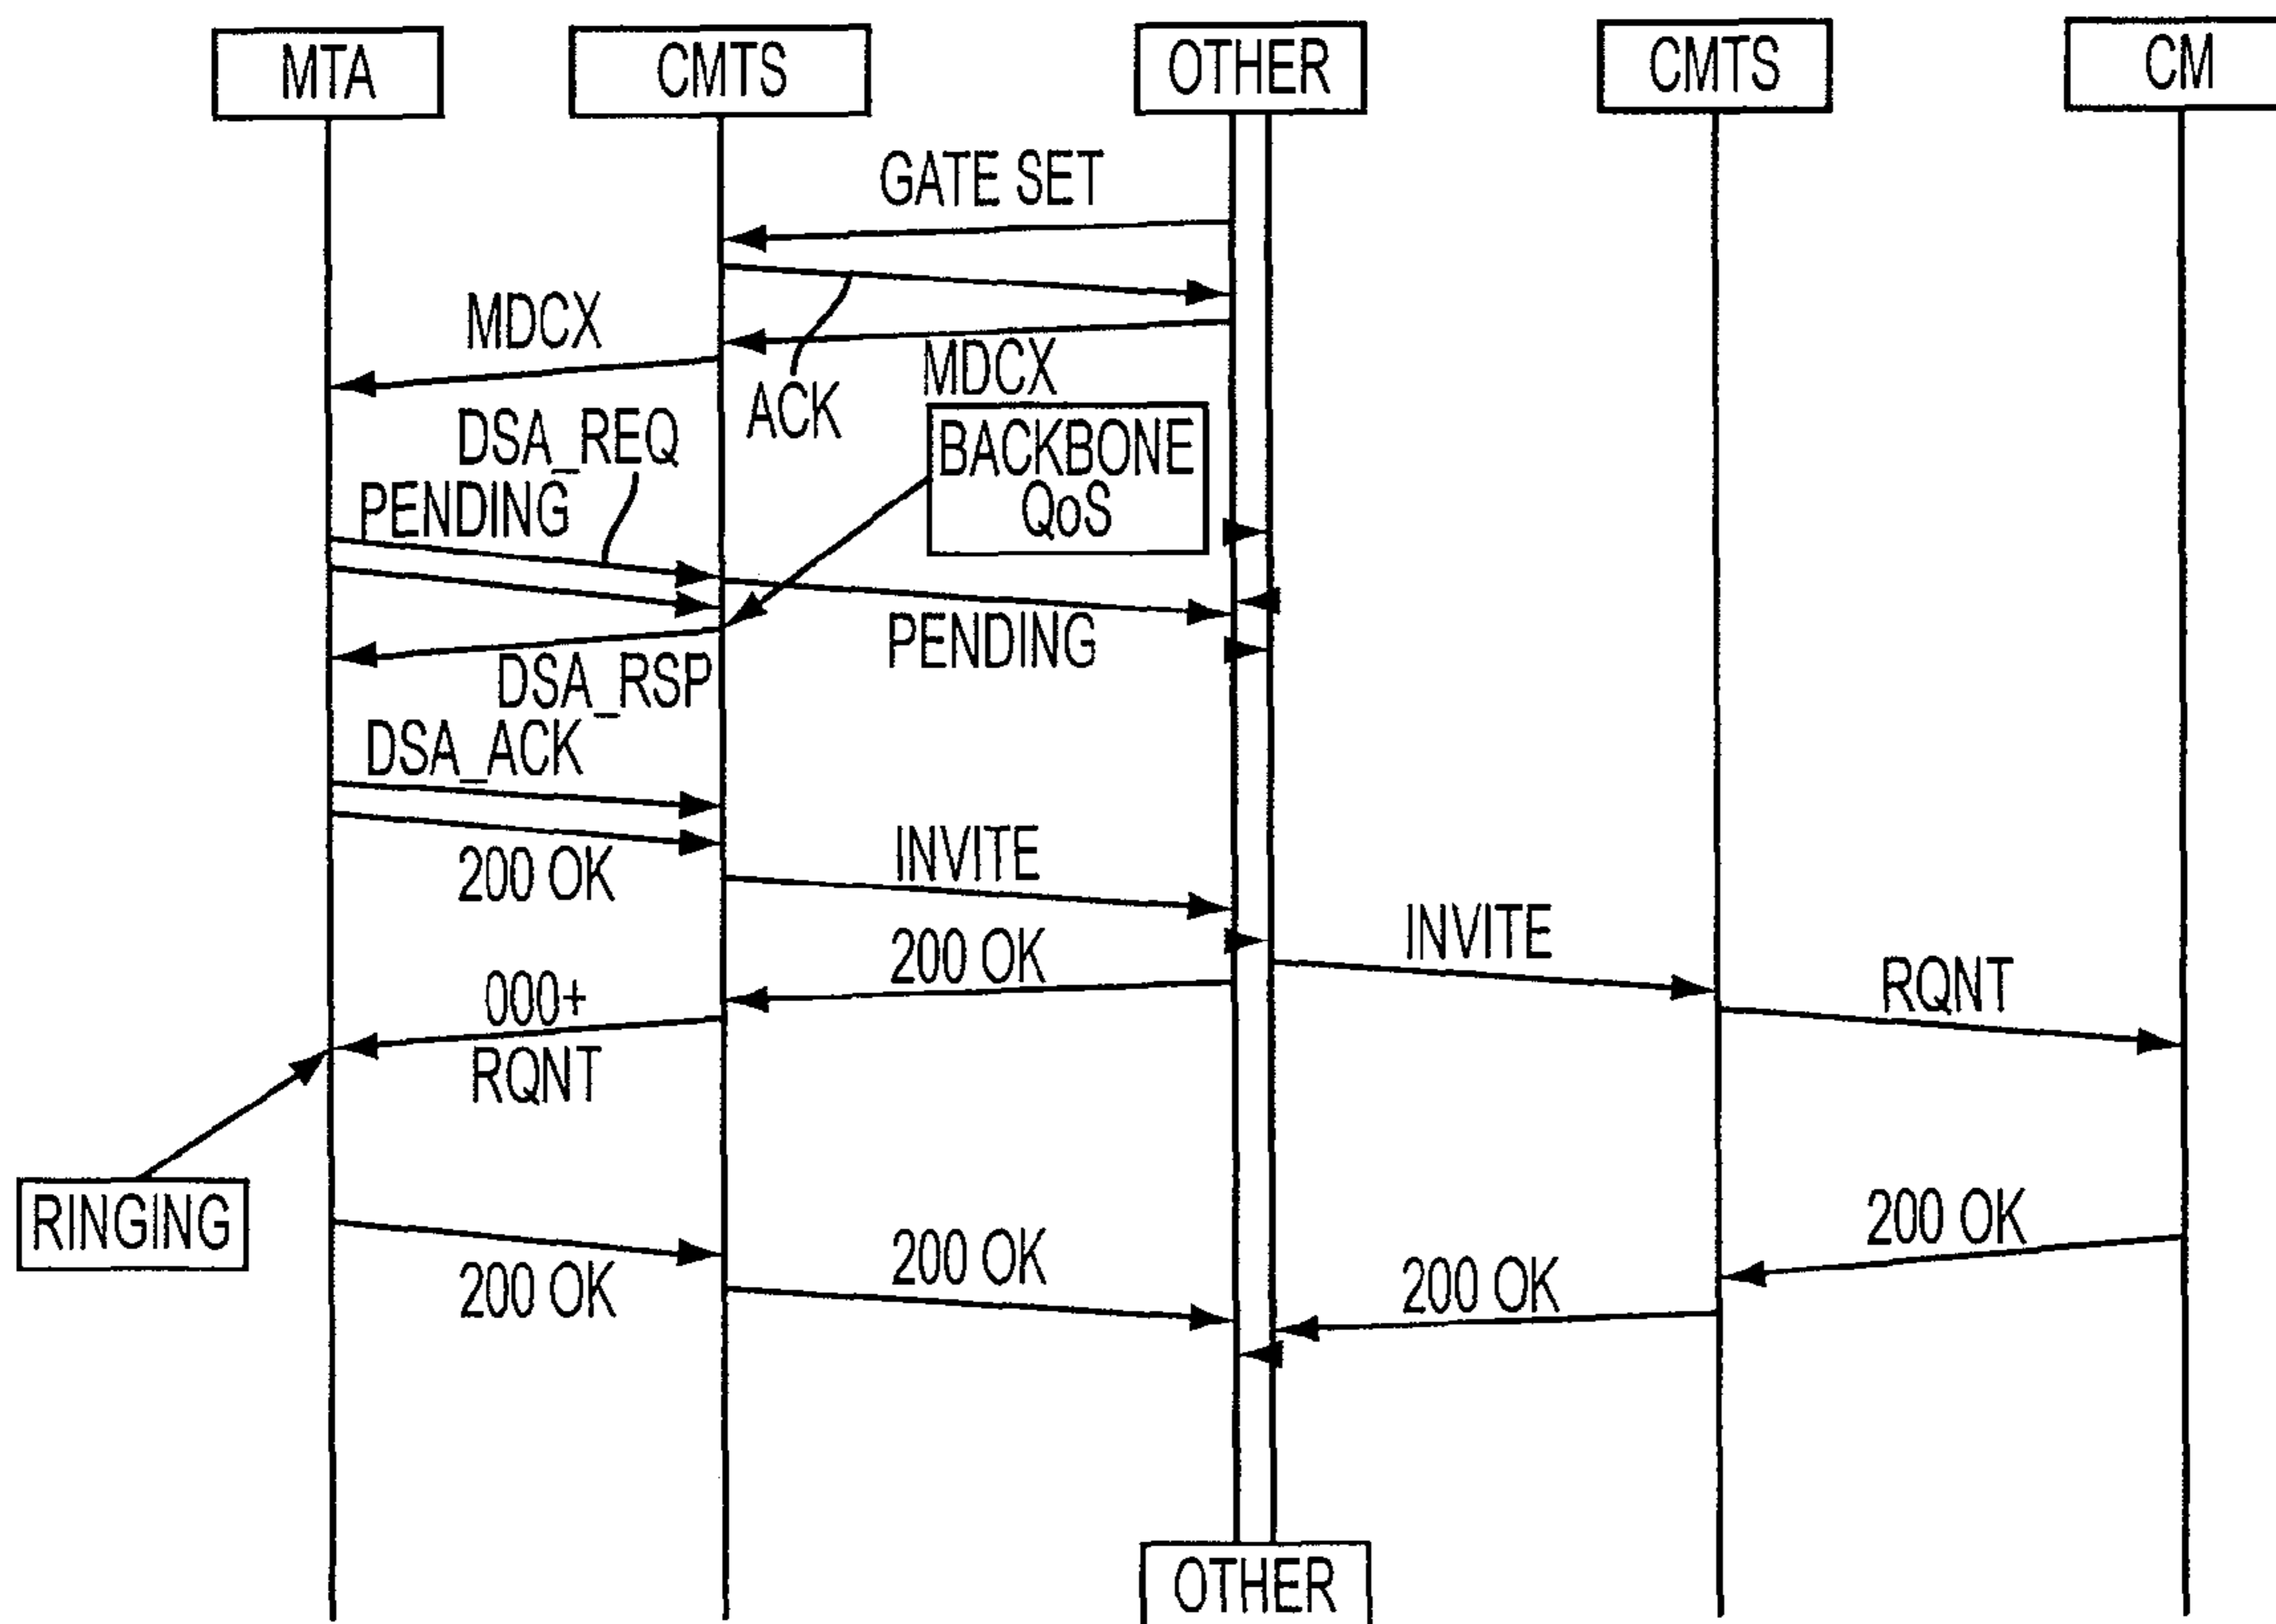 MTA
CMTS
OTHER
CMTS
CM
GATE SET
MDCX
MDCX
ACK
DSA_REQ
BACKBONE
QoS
PENDING
PENDING
DSA_RSP
DSA_ACK
200 OK
INVITE
INVITE
200 OK
000+
RQNT
RQNT
RINGING
200 OK
200 OK
200 OK
200 OK
OTHER